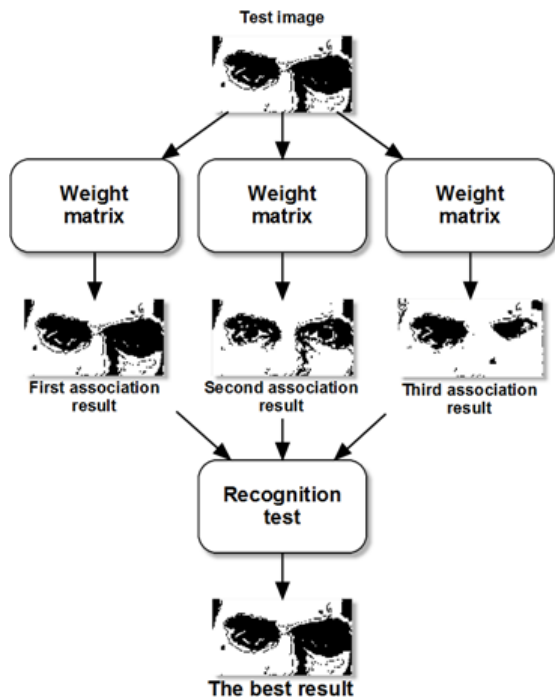 Test image
Weight
matrix
Weight
matrix
Weight
matrix
First association
result
Second association
result
Third association
result
Recognition
test
The best result